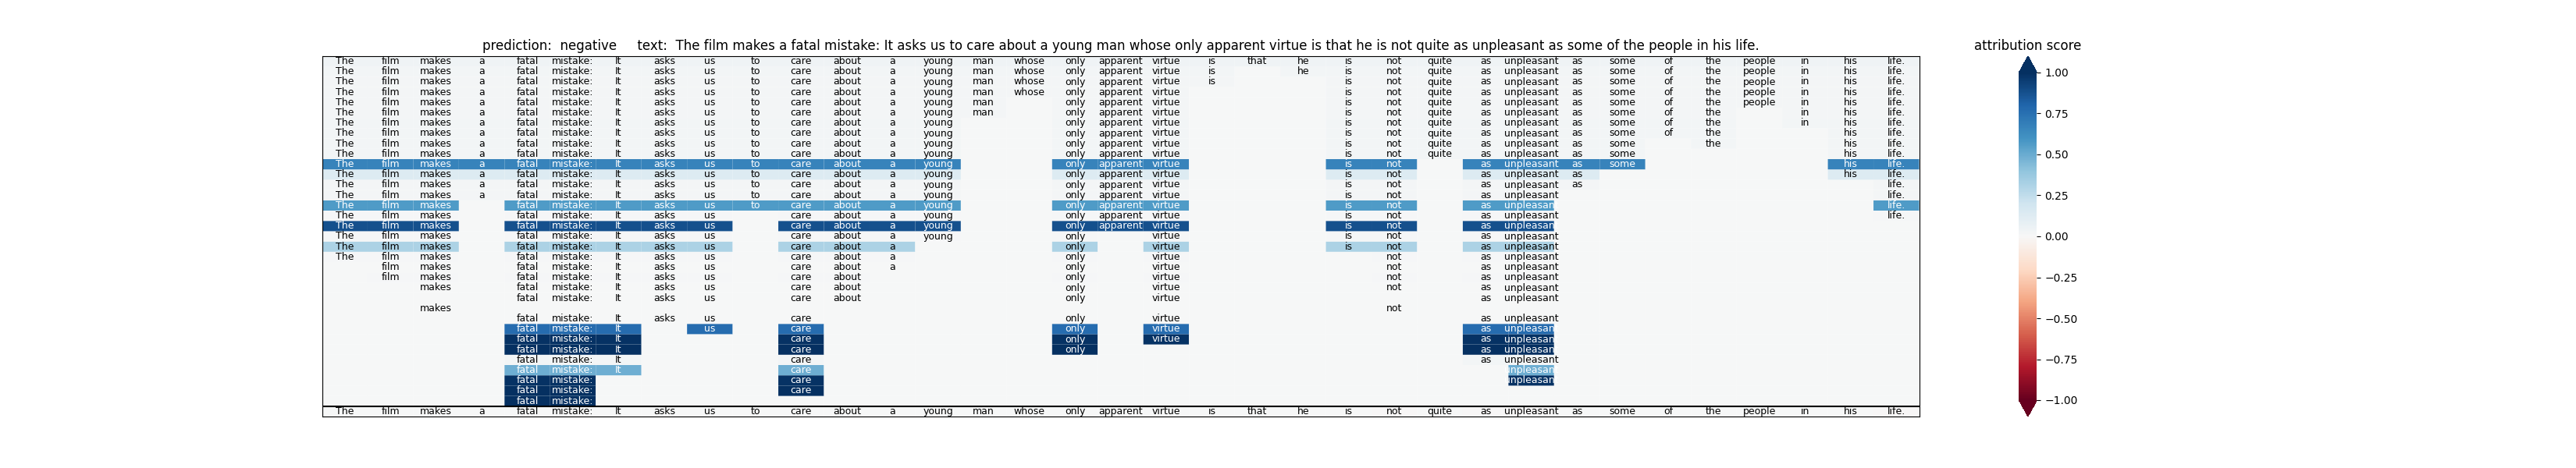 prediction: negative text: The film makes a fatal mistake: It asks us to care about a young man whose only apparent virtue is that he is not quite as unpleasant as some of the people in his life.
attribution score
The film makes a fatal mistake: It asks us to care about a young man whose only apparent virtue is that he is not quite as unpleasant as some of the people in his life.
The film makes a fatal mistake: It asks us to care about a young man whose only apparent virtue is he is not quite as unpleasant as some of the people in his life.
The film makes a fatal mistake: It asks us to care about a young man whose only apparent virtue is is not quite as unpleasant as some of the people in his life.
The film makes a fatal mistake: It asks us to care about a young man whose only apparent virtue is not quite as unpleasant as some of the people in his life.
The film makes a fatal mistake: It asks us to care about a young man only apparent virtue is not quite as unpleasant as some of the people in his life.
The film makes a fatal mistake: It asks us to care about a young man only apparent virtue is not quite as unpleasant as some of the in his life.
The film makes a fatal mistake: It asks us to care about a young only apparent virtue is not quite as unpleasant as some of the in his life.
The film makes a fatal mistake: It asks us to care about a young only apparent virtue is not quite as unpleasant as some of the his life.
The film makes a fatal mistake: It asks us to care about a young only apparent virtue is not quite as unpleasant as some the his life.
The film makes a fatal mistake: It asks us to care about a young only apparent virtue is not quite as unpleasant as some his life.
The film makes a fatal mistake: It asks us to care about a young only apparent virtue is not as unpleasant as some his life.
The film makes a fatal mistake: It asks us to care about a young only apparent virtue is not as unpleasant as his life.
The film makes a fatal mistake: It asks us to care about a young only apparent virtue is not as unpleasant as life.
The film makes a fatal mistake: It asks us to care about a young only apparent virtue is not as unpleasant life.
The film makes fatal mistake: It asks us to care about a young only apparent virtue is not as unpleasant life.
The film makes fatal mistake: It asks us care about a young only apparent virtue is not as unpleasant life.
The film makes fatal mistake: It asks us care about a young only apparent virtue is not as unpleasant
The film makes fatal mistake: It asks us care about a young only virtue is not as unpleasant
The film makes fatal mistake: It asks us care about a only virtue is not as unpleasant
The film makes fatal mistake: It asks us care about a only virtue not as unpleasant
film makes fatal mistake: It asks us care about a only virtue not as unpleasant
film makes fatal mistake: It asks us care about only virtue not as unpleasant
makes fatal mistake: It asks us care about only virtue not as unpleasant
fatal mistake: It asks us care about only virtue as unpleasant
makes not
fatal mistake: It asks us care only virtue as unpleasant
fatal mistake: It us care only virtue as unpleasant
fatal mistake: It care only virtue as unpleasant
fatal mistake: It care only as unpleasant
fatal mistake: It care as unpleasant
fatal mistake: It care unpleasant
fatal mistake: care unpleasant
fatal mistake: care
fatal mistake:
The film makes a fatal mistake: It asks us to care about a young man whose only apparent virtue is that he is not quite as unpleasant as some of the people in his life.
1.00
0.75
0.50
0.25
0.00
−0.25
−0.50
−0.75
−1.00